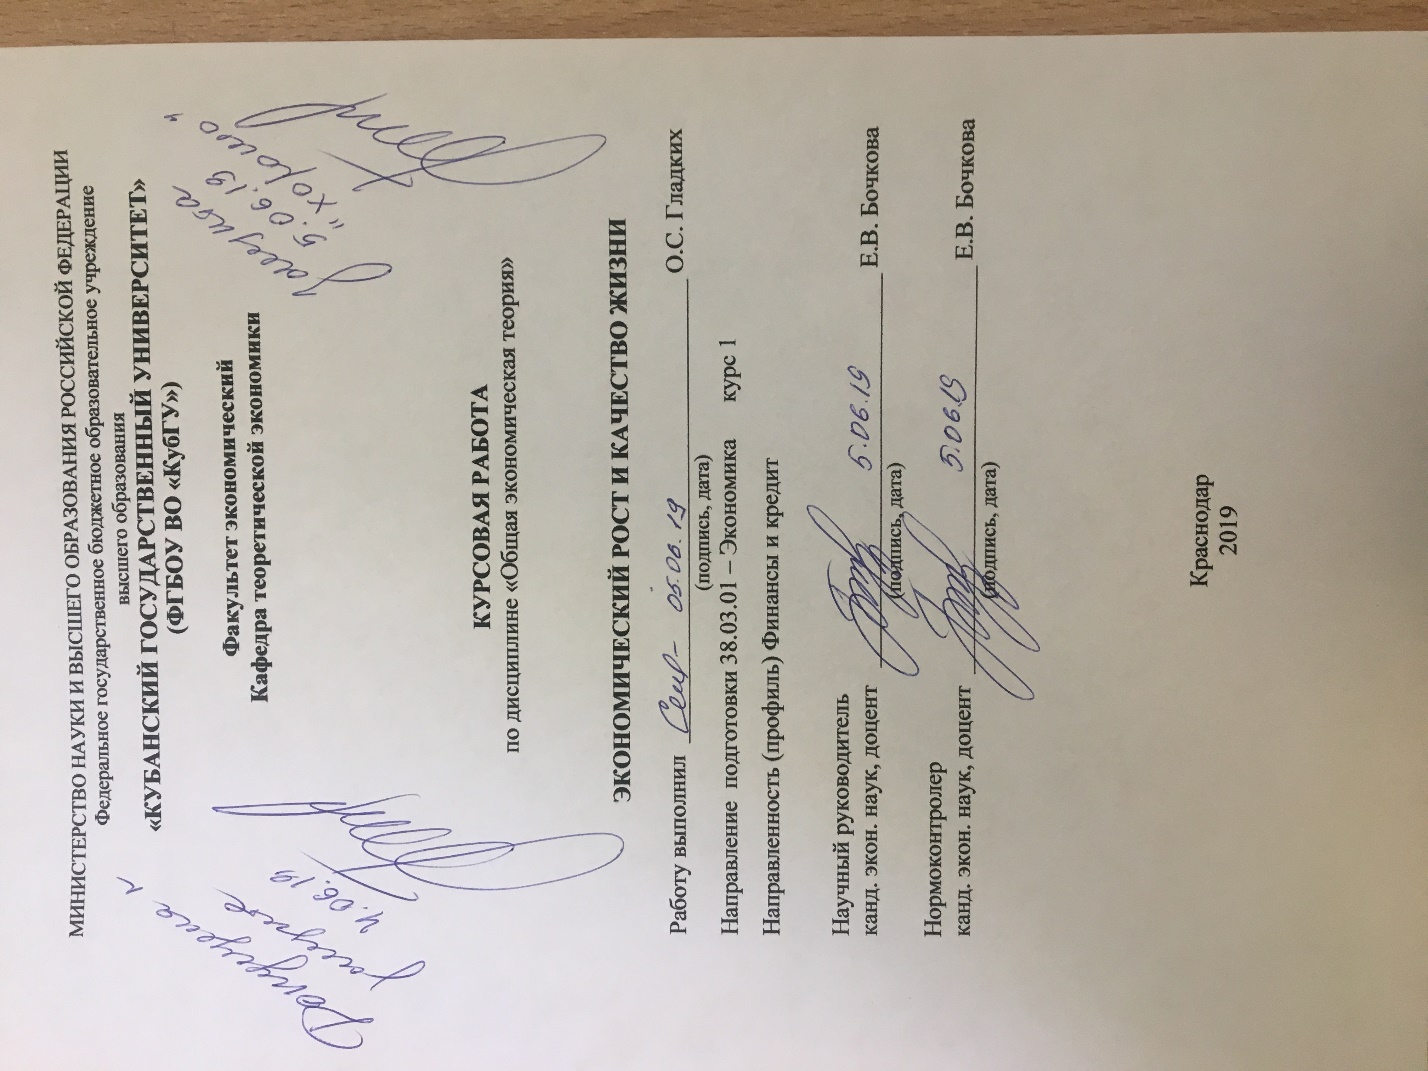 МИНИСТЕРСТВО НАУКИ И ВЫСШЕГО ОБРАЗОВАНИЯ РОССИЙСКОЙ ФЕДЕРАЦИИ
Федеральное государственное бюджетное образовательное учреждение
высшего образования
«КУБАНСКИЙ ГОСУДАРСТВЕННЫЙ УНИВЕРСИТЕТ»
(ФГБОУ ВО «КубГУ»)
Допущена к
защите
4.06.19
Факультет экономический
Кафедра теоретической экономики
Защита
5.06.19
"хорошо"
КУРСОВАЯ РАБОТА
по дисциплине «Общая экономическая теория»
ЭКОНОМИЧЕСКИЙ РОСТ И КАЧЕСТВО ЖИЗНИ
Работу выполнил 05.06.19 О.С. Гладких
(подпись, дата)
Направление подготовки 38.03.01 – Экономика курс 1
Направленность (профиль) Финансы и кредит
Научный руководитель
канд. экон. наук, доцент 5.06.19 Е.В. Бочкова
(подпись, дата)
Нормоконтролер
канд. экон. наук, доцент 5.06.19 Е.В. Бочкова
(подпись, дата)
Краснодар
2019